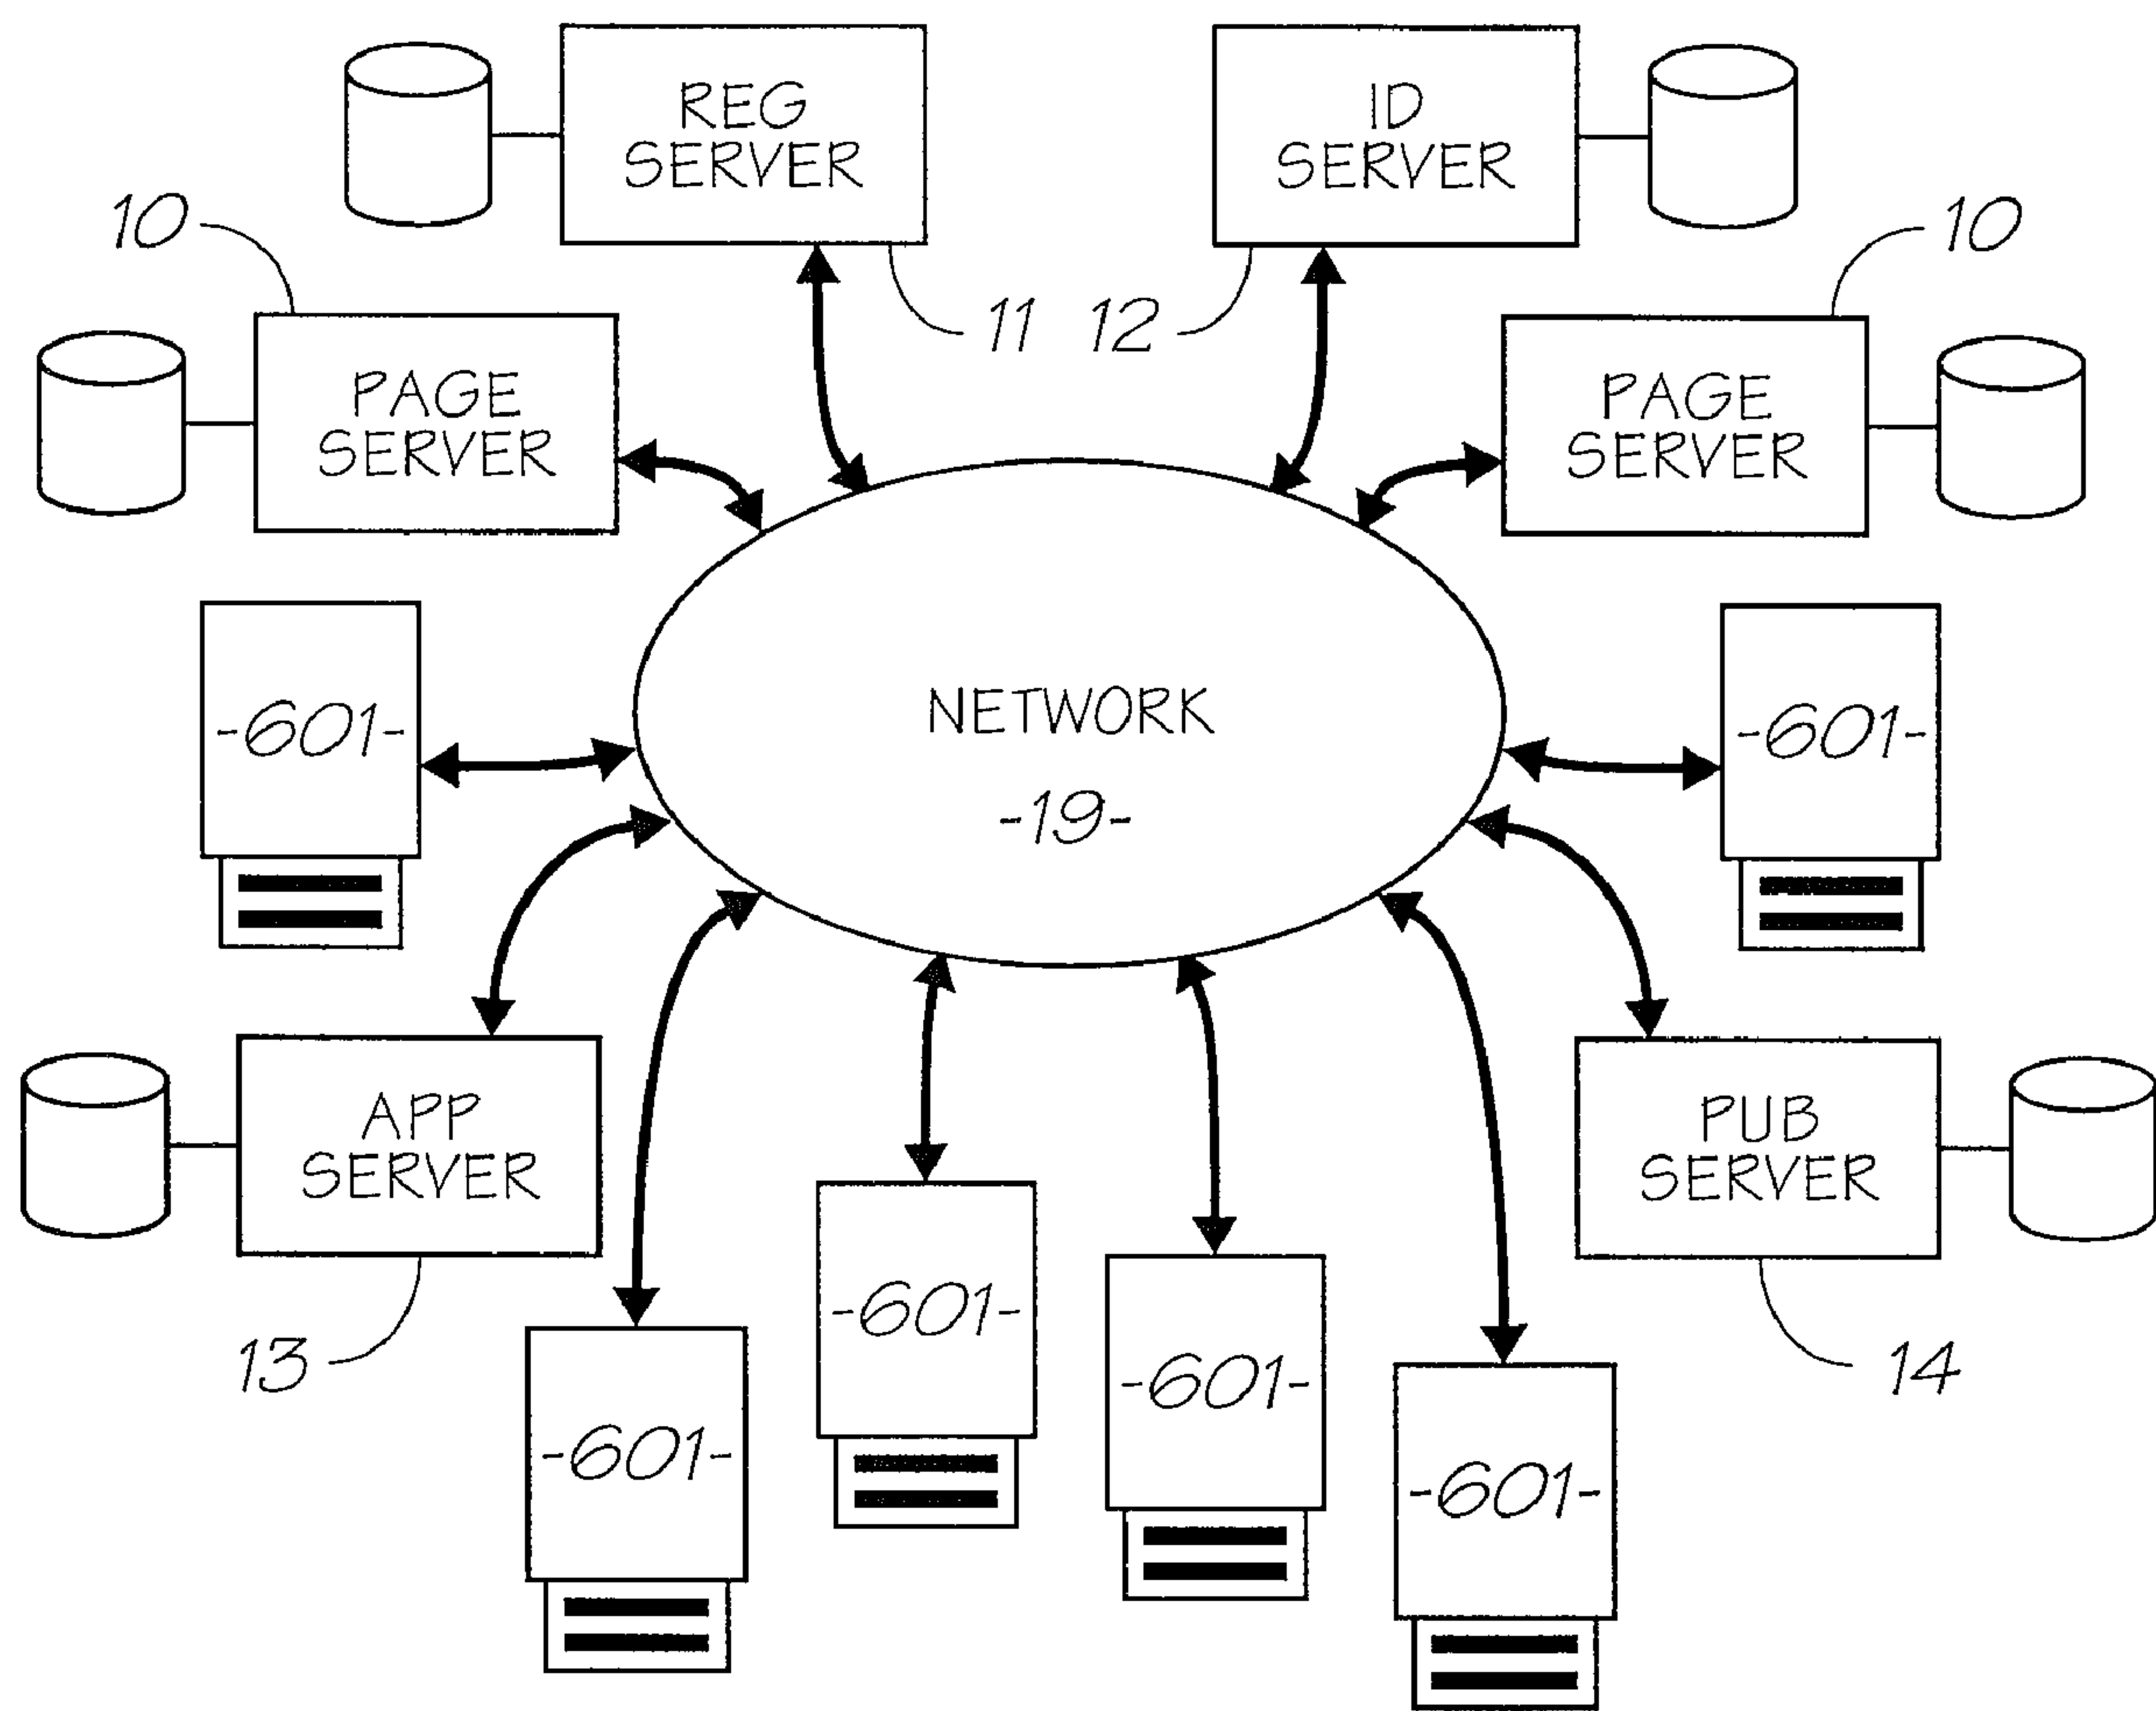 REG
SERVER
ID
SERVER
10
10
11
12
PAGE
SERVER
PAGE
SERVER
-601-
NETWORK
-19-
-601-
APP
SERVER
PUB
SERVER
13
-601-
-601-
-601-
-601-
14